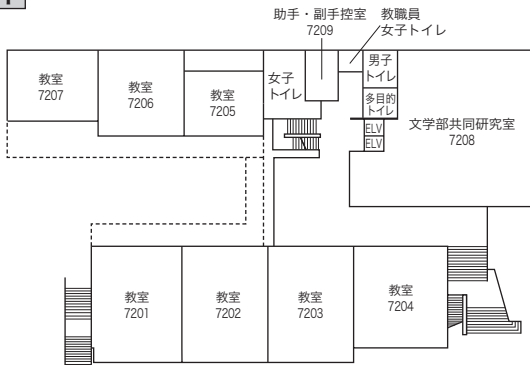 助手・副手控室
7209
教職員
女子トイレ
教室
7207
教室
7206
教室
7205
女子
トイレ
男子
トイレ
多目的
トイレ
ELV
ELV
文学部共同研究室
7208
教室
7201
教室
7202
教室
7203
教室
7204